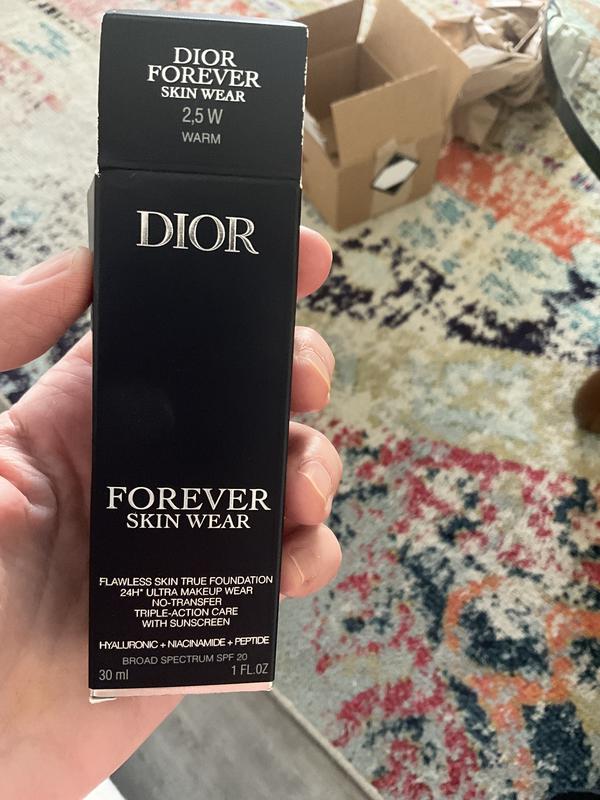 DIOR
FOREVER
SKIN WEAR
2,5 W
WARM
DIOR
FOREVER
SKIN WEAR
FLAWLESS SKIN TRUE FOUNDATION
24H* ULTRA MAKEUP WEAR
NO-TRANSFER
TRIPLE-ACTION CARE
WITH SUNSCREEN
HYALURONIC + NIACINAMIDE + PEPTIDE
BROAD SPECTRUM SPF 20
30 ml 1 FL.OZ